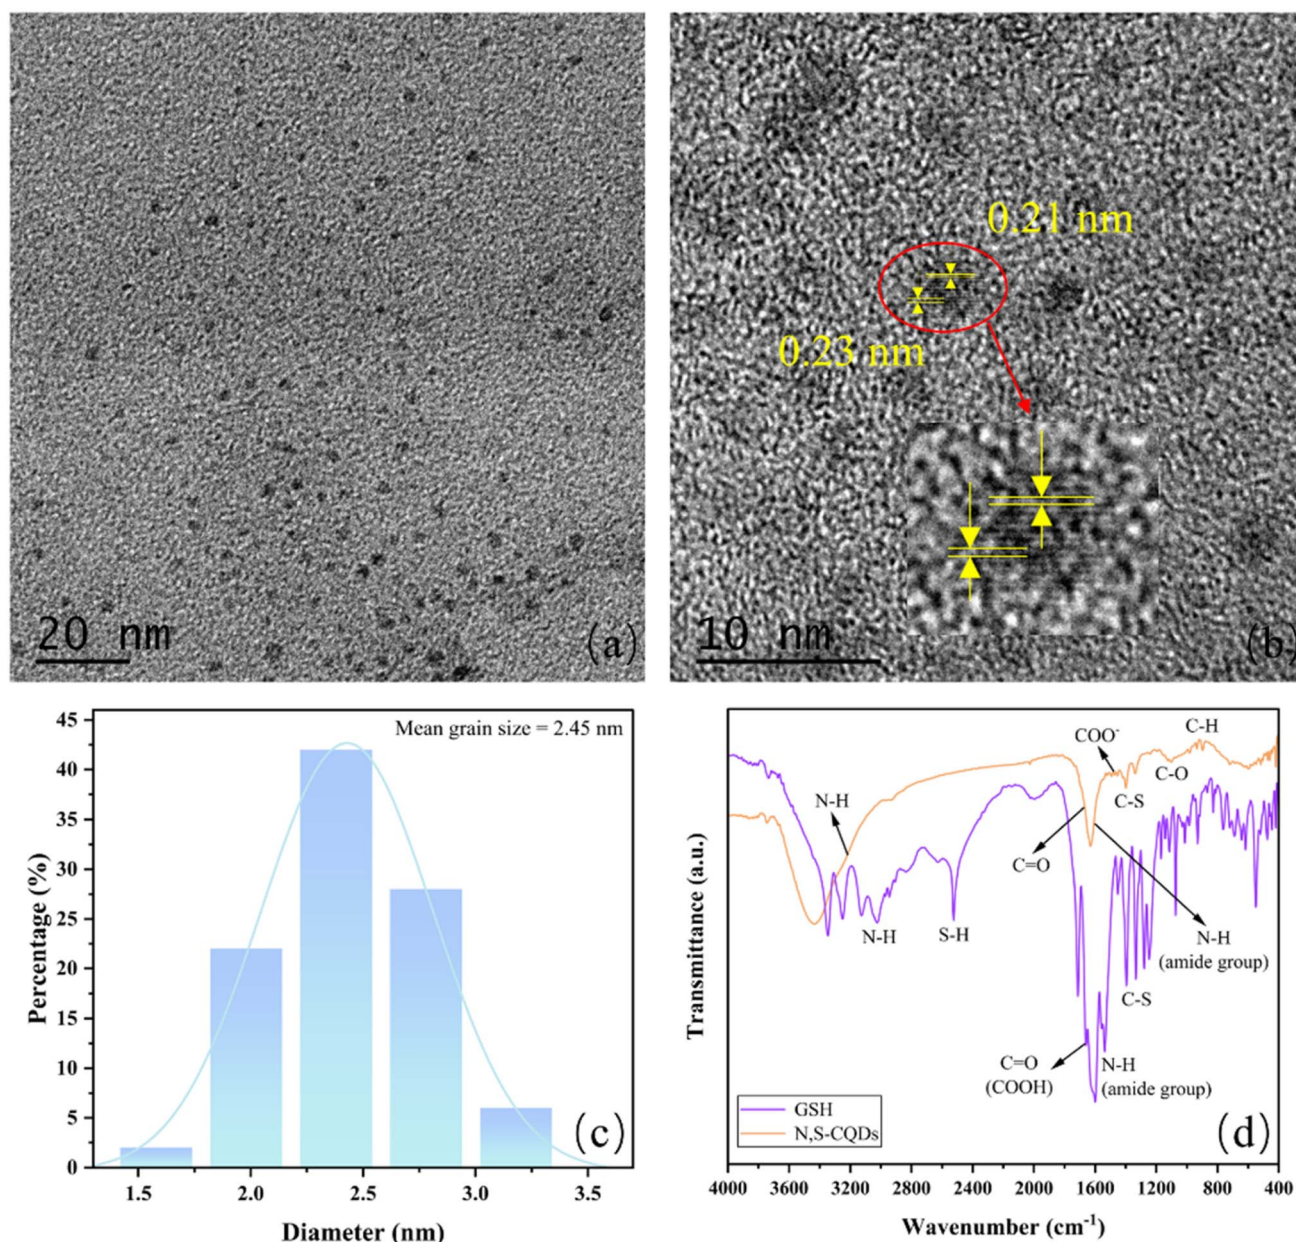 20 nm
(a)
0.21 nm
0.23 nm
10 nm
(b)
Mean grain size = 2.45 nm
Percentage (%)
45
40
35
30
25
20
15
10
5
0
1.5
2.0
2.5
3.0
3.5
Diameter (nm)
(c)
Transmittance (a.u.)
N-H
N-H
S-H
C=O
COO-
C-S
C-O
C-H
N-H
(amide group)
C-S
C=O
(COOH)
N-H
(amide group)
GSH
N,S-CQDs
(d)
4000
3600
3200
2800
2400
2000
1600
1200
800
400
Wavenumber (cm-1)